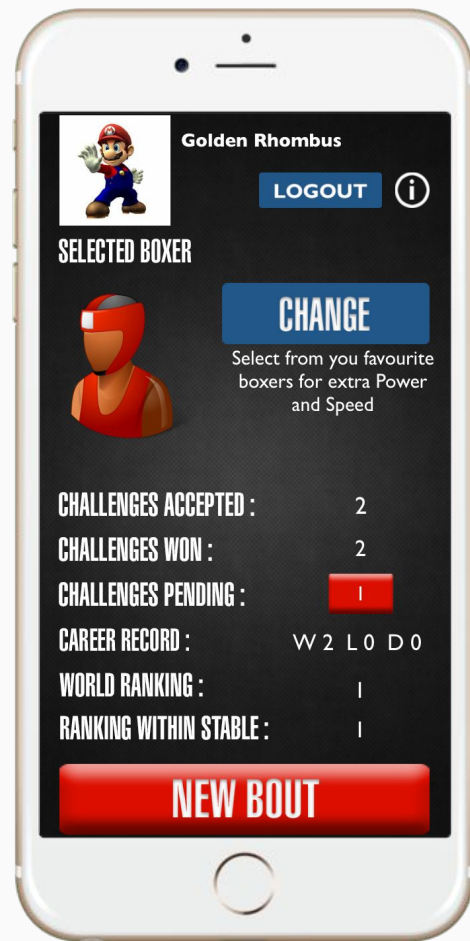 Golden Rhombus
LOGOUT i
SELECTED BOXER
CHANGE
Select from you favourite
boxers for extra Power
and Speed
CHALLENGES ACCEPTED : 2
CHALLENGES WON : 2
CHALLENGES PENDING : 1
CAREER RECORD : W 2 L 0 D 0
WORLD RANKING : 1
RANKING WITHIN STABLE : 1
NEW BOUT